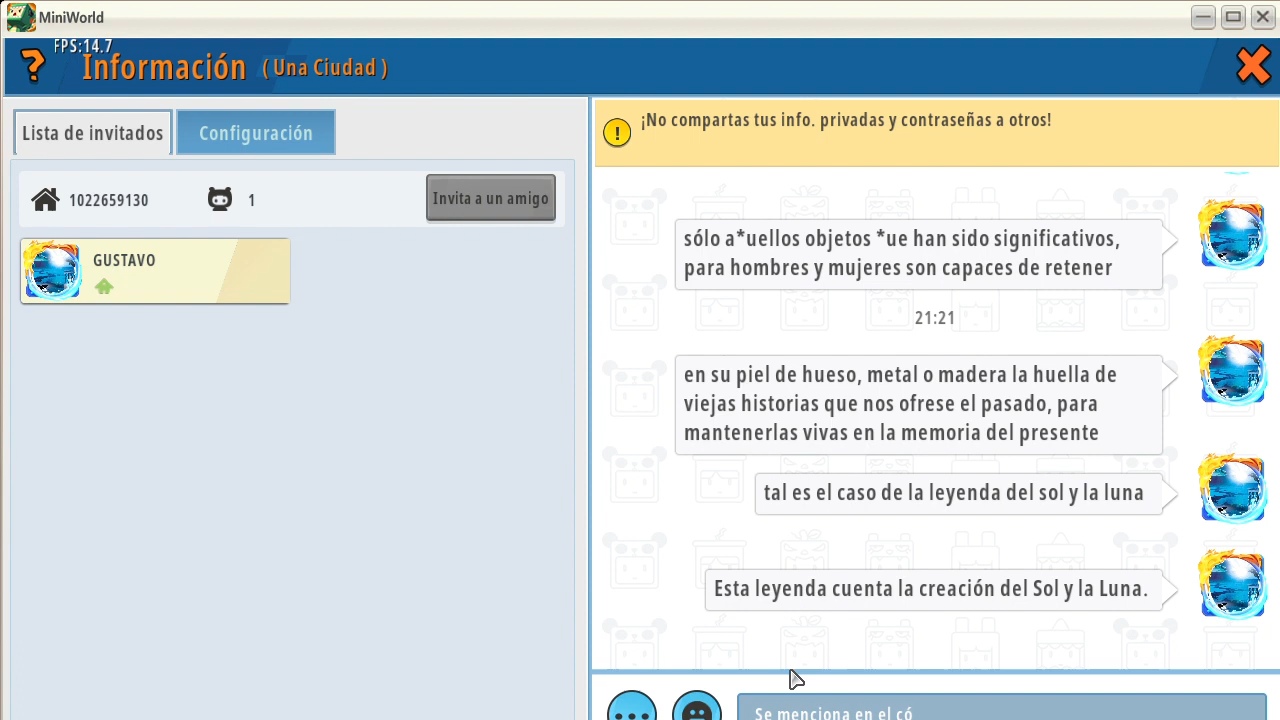 MiniWorld
FPS:14.7
Información ( Una Ciudad )
Lista de invitados
Configuración
1022659130
1
Invita a un amigo
GUSTAVO
¡No compartas tus info. privadas y contraseñas a otros!
sólo a*uellos objetos *ue han sido significativos,
para hombres y mujeres son capaces de retener
21:21
en su piel de hueso, metal o madera la huella de
viejas historias que nos ofrese el pasado, para
mantenerlas vivas en la memoria del presente
tal es el caso de la leyenda del sol y la luna
Esta leyenda cuenta la creación del Sol y la Luna.
Se menciona en el có